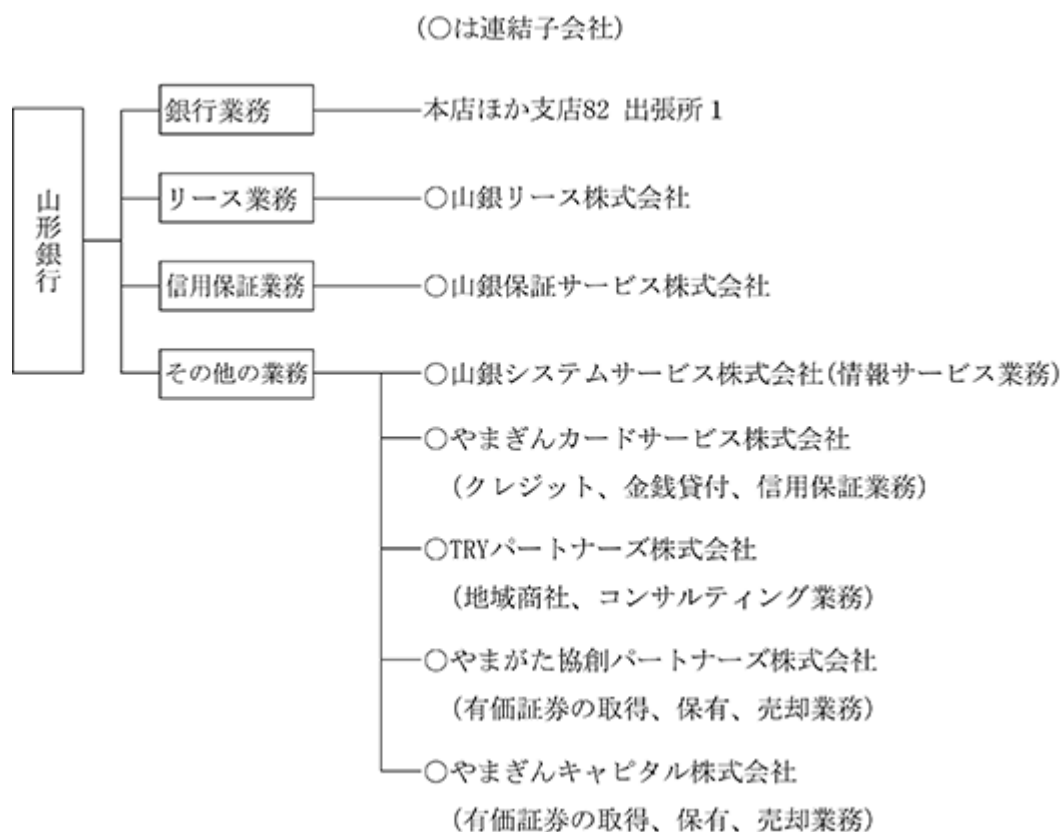 (○は連結子会社)
山形銀行
銀行業務
本店ほか支店82 出張所1
リース業務
○山銀リース株式会社
信用保証業務
○山銀保証サービス株式会社
その他の業務
○山銀システムサービス株式会社(情報サービス業務)
○やまぎんカードサービス株式会社
(クレジット、金銭貸付、信用保証業務)
○TRYパートナーズ株式会社
(地域商社、コンサルティング業務)
○やまがた協創パートナーズ株式会社
(有価証券の取得、保有、売却業務)
○やまぎんキャピタル株式会社
(有価証券の取得、保有、売却業務)